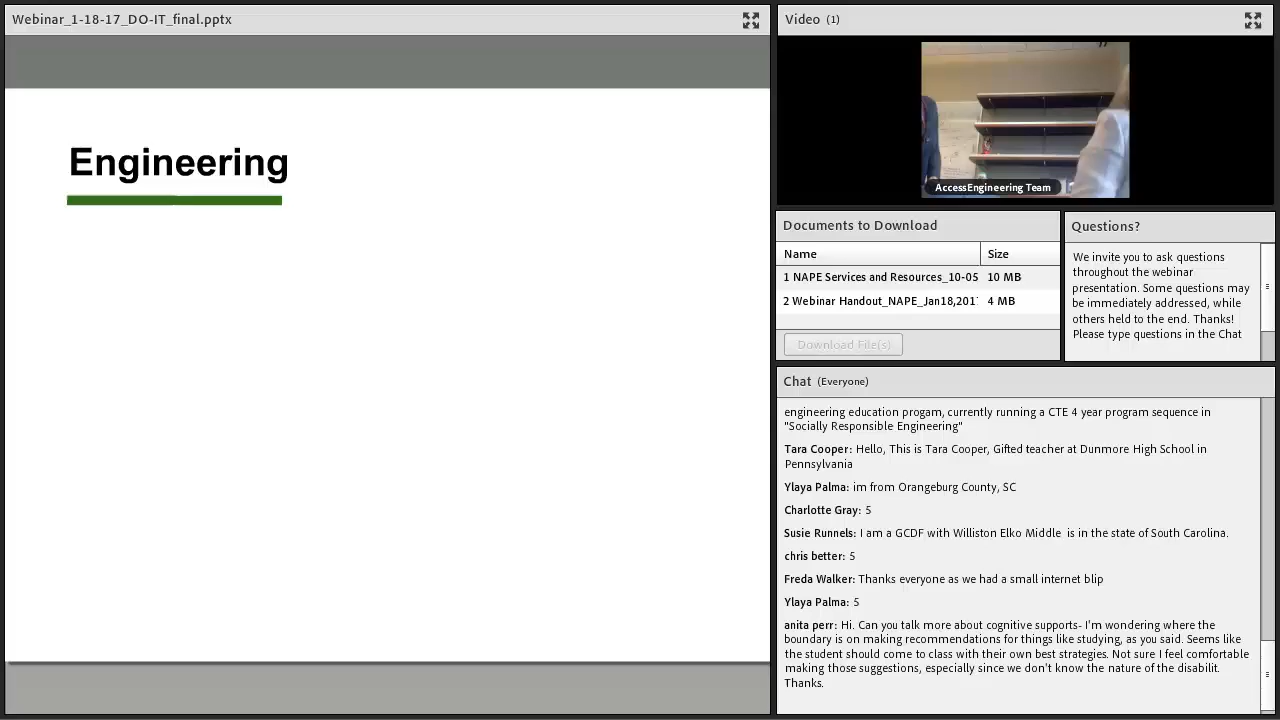 Webinar_1-18-17_DO-IT_final.pptx
Engineering
Video (1)
AccessEngineering Team
Documents to Download
Name Size
1 NAPE Services and Resources_10-05 10 MB
2 Webinar Handout_NAPE_Jan18,201 4 MB
Download File(s)
Questions?
We invite you to ask questions
throughout the webinar
presentation. Some questions may
be immediately addressed, while
others held to the end. Thanks!
Please type questions in the Chat
Chat (Everyone)
engineering education progam, currently running a CTE 4 year program sequence in
"Socially Responsible Engineering"
Tara Cooper: Hello, This is Tara Cooper, Gifted teacher at Dunmore High School in
Pennsylvania
Ylaya Palma: im from Orangeburg County, SC
Charlotte Gray: 5
Susie Runnels: I am a GCDF with Williston Elko Middle is in the state of South Carolina.
chris better: 5
Freda Walker: Thanks everyone as we had a small internet blip
Ylaya Palma: 5
anita perr: Hi. Can you talk more about cognitive supports- I'm wondering where the
boundary is on making recommendations for things like studying, as you said. Seems like
the student should come to class with their own best strategies. Not sure I feel comfortable
making those suggestions, especially since we don't know the nature of the disabilit.
Thanks.